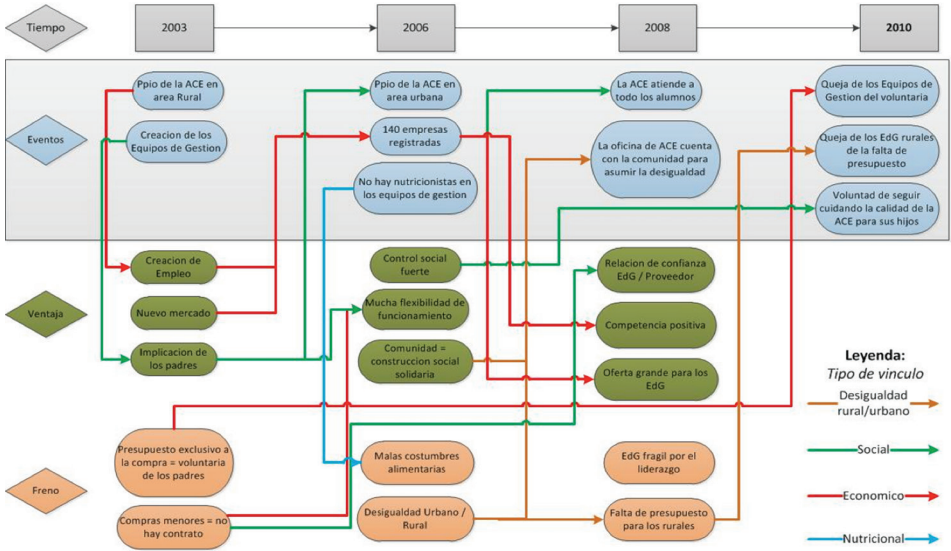 Tiempo
2003
2006
2008
2010
Eventos
Ppio de la ACE en
area Rural
Ppio de la ACE en
area urbana
La ACE atiende a
todo los alumnos
Queja de los Equipos de
Gestion del voluntaria
Creacion de los
Equipos de Gestion
140 empresas
registradas
La oficina de ACE cuenta
con la comunidad para
asumir la desigualdad
Queja de los EdG rurales
de la falta de
presupuesto
No hay nutricionistas en
los equipos de gestion
Voluntad de seguir
cuidando la calidad de la
ACE para sus hijos
Ventaja
Creacion de
Empleo
Control social
fuerte
Relacion de confianza
EdG / Proveedor
Nuevo mercado
Mucha flexibilidad de
funcionamiento
Competencia positiva
Implicacion de
los padres
Comunidad =
construccion social
solidaria
Oferta grande para los
EdG
Freno
Presupuesto exclusivo a
la compra = voluntaria
de los padres
Malas costumbres
alimentarias
EdG fragil por el
liderazgo
Compras menores = no
hay contrato
Desigualdad Urbano /
Rural
Falta de presupuesto
para los rurales
Leyenda:
Tipo de vinculo
Desigualdad
rural/urbano
Social
Economico
Nutricional